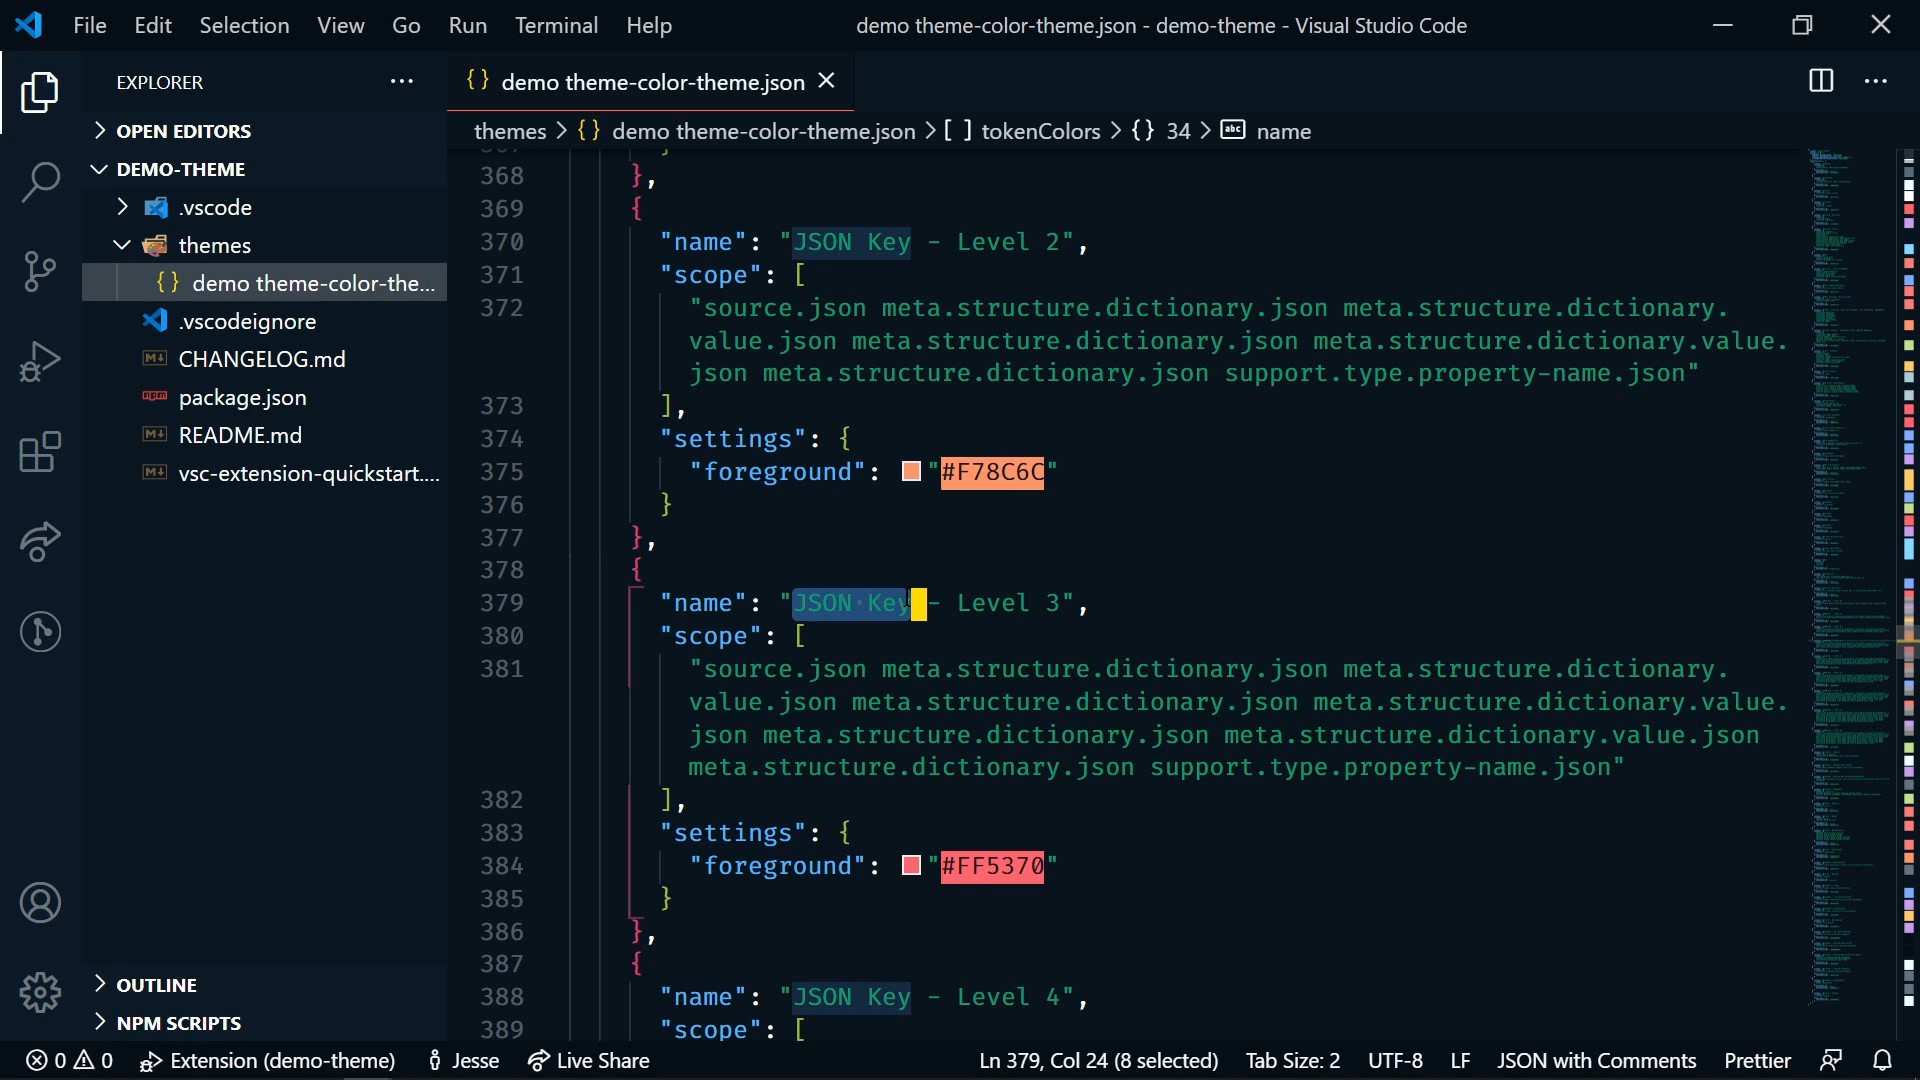 File Edit Selection View Go Run Terminal Help
demo theme-color-theme.json - demo-theme - Visual Studio Code
EXPLORER
OPEN EDITORS
DEMO-THEME
.vscode
themes
{} demo theme-color-the...
.vscodeignore
CHANGELOG.md
package.json
README.md
vsc-extension-quickstart....
OUTLINE
NPM SCRIPTS
{} demo theme-color-theme.json
themes > {} demo theme-color-theme.json > [ ] tokenColors > {} 34 > abc name
368 },
369 {
370 "name": "JSON Key - Level 2",
371 "scope": [
372 "source.json meta.structure.dictionary.json meta.structure.dictionary.
value.json meta.structure.dictionary.json meta.structure.dictionary.value.
json meta.structure.dictionary.json support.type.property-name.json"
373 ],
374 "settings": {
375 "foreground": "#F78C6C"
376 }
377 },
378 {
379 "name": "JSON Key - Level 3",
380 "scope": [
381 "source.json meta.structure.dictionary.json meta.structure.dictionary.
value.json meta.structure.dictionary.json meta.structure.dictionary.value.
json meta.structure.dictionary.json meta.structure.dictionary.value.json
meta.structure.dictionary.json support.type.property-name.json"
382 ],
383 "settings": {
384 "foreground": "#FF5370"
385 }
386 },
387 {
388 "name": "JSON Key - Level 4",
389 "scope": [
0 0 Extension (demo-theme) Jesse Live Share
Ln 379, Col 24 (8 selected) Tab Size: 2 UTF-8 LF JSON with Comments Prettier